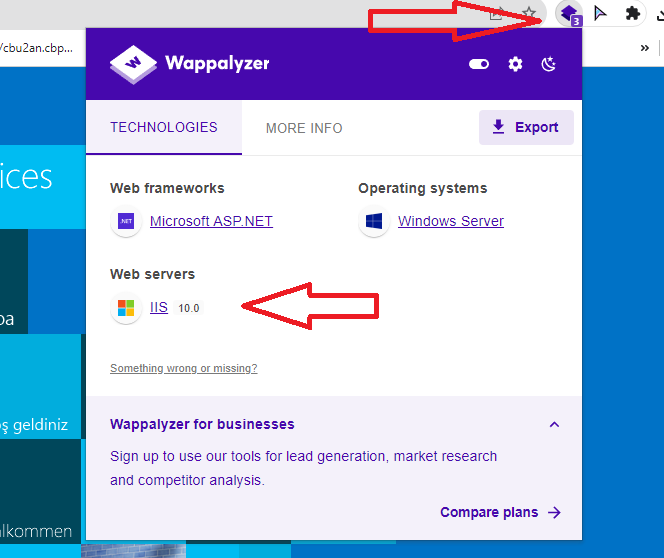 3
/cbu2an.cbp...
»
Wappalyzer
TECHNOLOGIES
MORE INFO
Export
ices
Web frameworks
Operating systems
.NET
Microsoft ASP.NET
Windows Server
Web servers
IIS 10.0
Something wrong or missing?
ş geldiniz
Wappalyzer for businesses
Sign up to use our tools for lead generation, market research
and competitor analysis.
Compare plans
alkommen